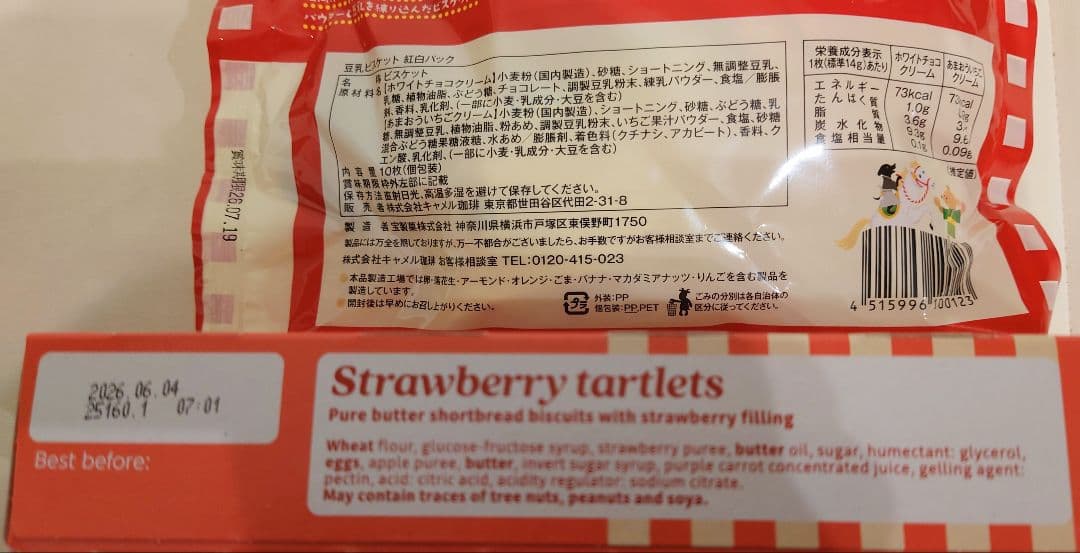 パウダーに乳を練り込んだビスケッ
豆乳ビスケット 紅白パック
名 称 ビスケット
原材料名 【ホワイトチョコクリーム】小麦粉(国内製造)、砂糖、ショートニング、無調整豆乳、
乳糖、植物油脂、ぶどう糖、チョコレート、調製豆乳粉末、練乳パウダー、食塩/膨張
剤、香料、乳化剤、(一部に小麦・乳成分・大豆を含む)
【あまおういちごクリーム】小麦粉(国内製造)、ショートニング、砂糖、ぶどう糖、乳
糖、無調整豆乳、植物油脂、粉あめ、調製豆乳粉末、いちご果汁パウダー、食塩、砂糖
混合ぶどう糖果糖液糖、水あめ/膨張剤、着色料(クチナシ、アカビート)、香料、ク
エン酸、乳化剤、(一部に小麦・乳成分・大豆を含む)
内容量 10枚(個包装)
賞味期限 枠外左部に記載
保存方法 直射日光、高温多湿を避けて保存してください。
販売者 株式会社キャメル珈琲 東京都世田谷区代田2-31-8
製造者 宝製菓株式会社 神奈川県横浜市戸塚区東俣野町1750
製品には万全を期しておりますが、万一不都合がございましたら、お手数ですがお客様相談室までご連絡ください。
株式会社キャメル珈琲 お客様相談室 TEL:0120-415-023
●本品製造工場では卵・落花生・アーモンド・オレンジ・ごま・バナナ・マカダミアナッツ・りんごを含む製品を
製造しています。
●開封後は早めにお召し上がりください。
プラ
外装:PP
個包装:PP,PET
ごみの分別は各自治体の
区分に従ってください。
賞味期限26.07.19
栄養成分表示
1枚(標準14g)あたり
ホワイトチョコ
クリーム
あまおういちご
クリーム
エネルギー 73kcal
たんぱく質 1.0g
脂質 3.6g
炭水化物 9.3g
食塩相当量 0.1g 0.09g
(推定値)
4 515996 100123
2026.06.04
25160.1 07:01
Best before:
Strawberry tartlets
Pure butter shortbread biscuits with strawberry filling
Wheat flour, glucose-fructose syrup, strawberry puree, butter oil, sugar, humectant: glycerol,
eggs, apple puree, butter, invert sugar syrup, purple carrot concentrated juice, gelling agent:
pectin, acid: citric acid, acidity regulator: sodium citrate.
May contain traces of tree nuts, peanuts and soya.